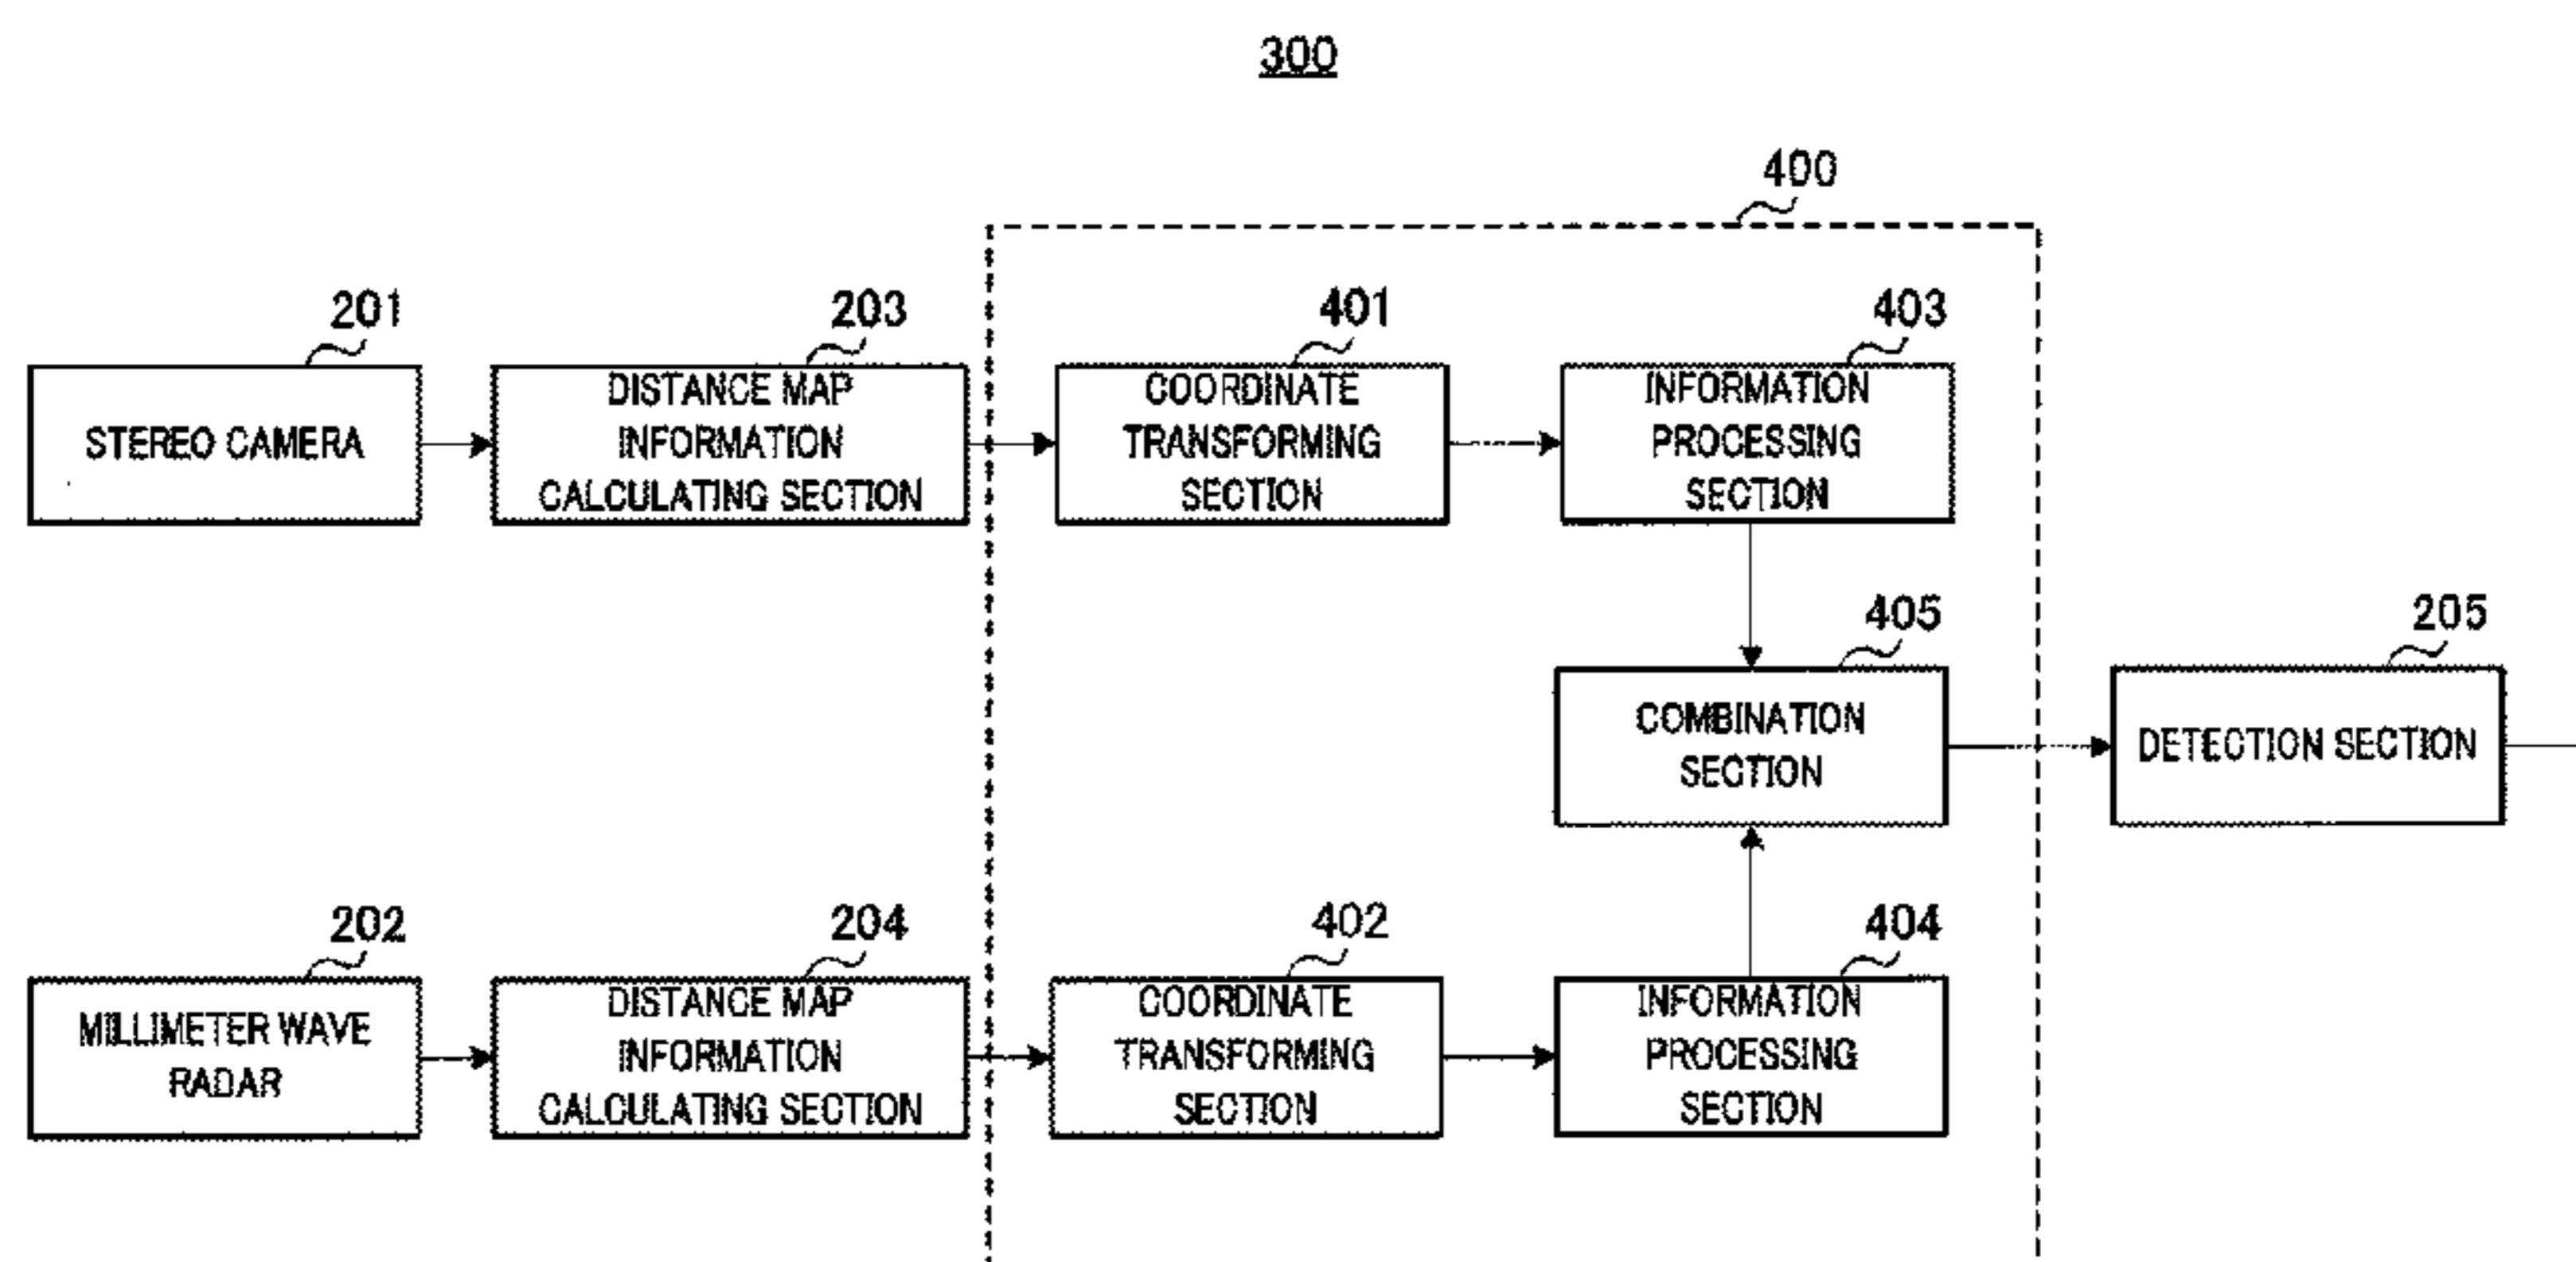 300
400
201
203
401
403
STEREO CAMERA
DISTANCE MAP
INFORMATION
CALCULATING SECTION
COORDINATE
TRANSFORMING
SECTION
INFORMATION
PROCESSING
SECTION
405
205
COMBINATION
SECTION
DETECTION SECTION
202
204
402
404
MILLIMETER WAVE
RADAR
DISTANCE MAP
INFORMATION
CALCULATING SECTION
COORDINATE
TRANSFORMING
SECTION
INFORMATION
PROCESSING
SECTION